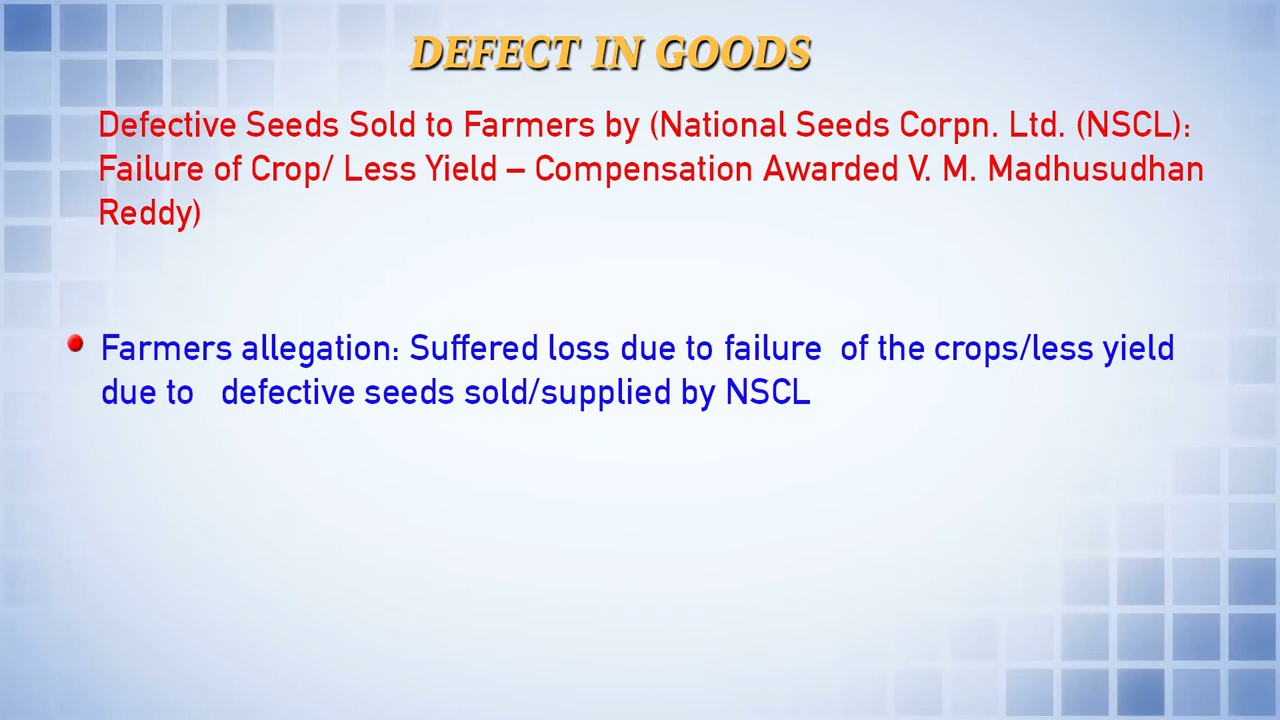 DEFECT IN GOODS
Defective Seeds Sold to Farmers by (National Seeds Corpn. Ltd. (NSCL):
Failure of Crop/ Less Yield – Compensation Awarded V. M. Madhusudhan
Reddy)
Farmers allegation: Suffered loss due to failure of the crops/less yield
due to defective seeds sold/supplied by NSCL